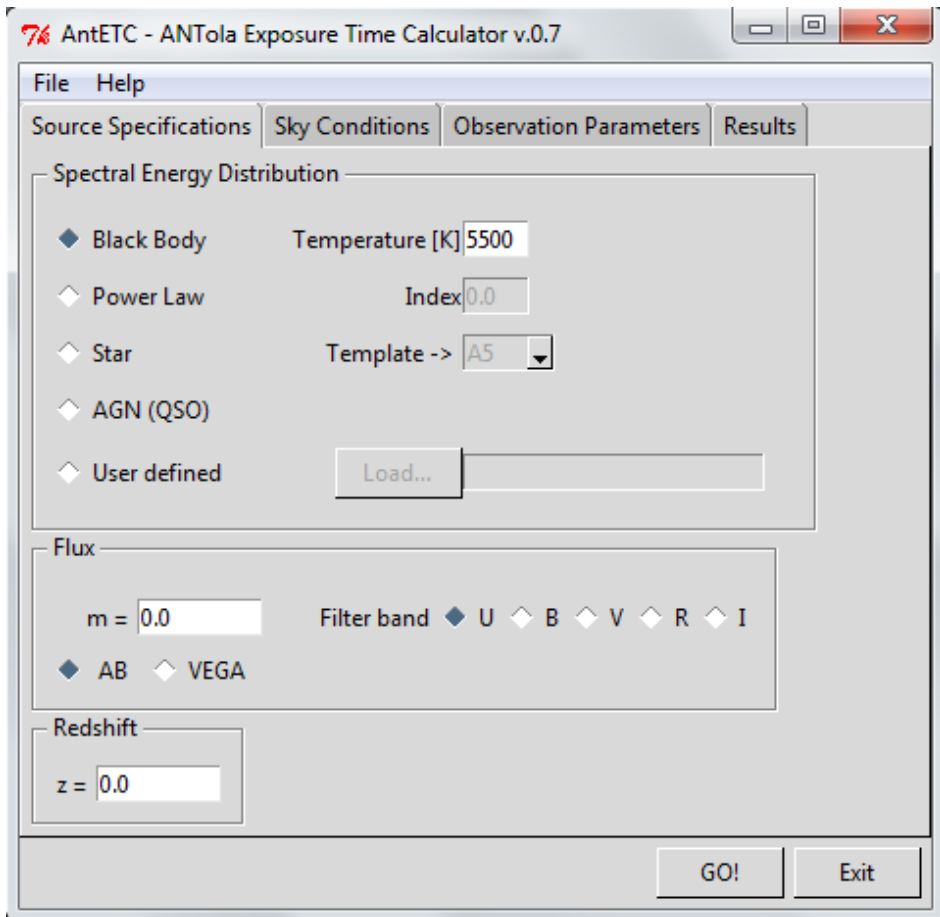 AntETC - ANTola Exposure Time Calculator v.0.7
File Help
Source Specifications Sky Conditions Observation Parameters Results
Spectral Energy Distribution
Black Body Temperature [K] 5500
Power Law Index 0.0
Star Template -> A5
AGN (QSO)
User defined Load...
Flux
m = 0.0 Filter band U B V R I
AB VEGA
Redshift
z = 0.0
GO! Exit